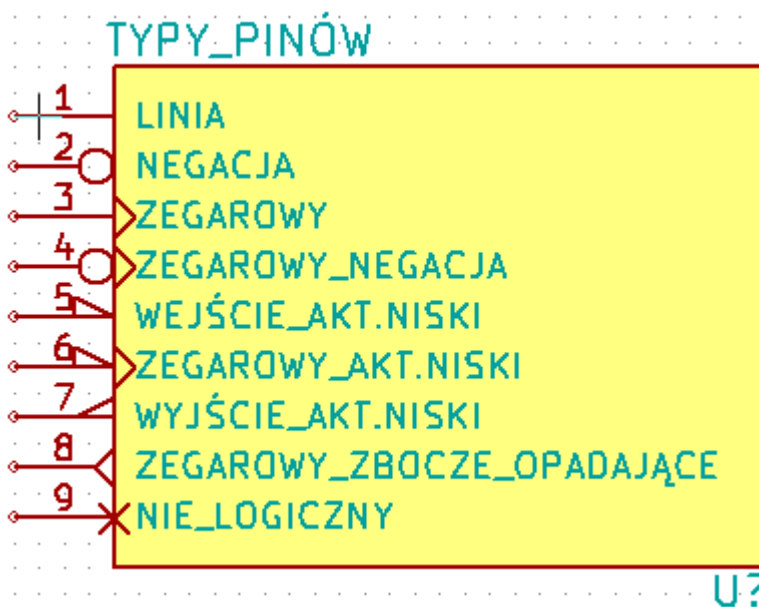 TYPY_PINÓW
1 LINIA
2 NEGACJA
3 ZEGAROWY
4 ZEGAROWY_NEGACJA
5 WEJŚCIE_AKT.NISKI
6 ZEGAROWY_AKT.NISKI
7 WYJŚCIE_AKT.NISKI
8 ZEGAROWY_ZBOCZE_OPADAJĄCE
9 NIE_LOGICZNY
U?